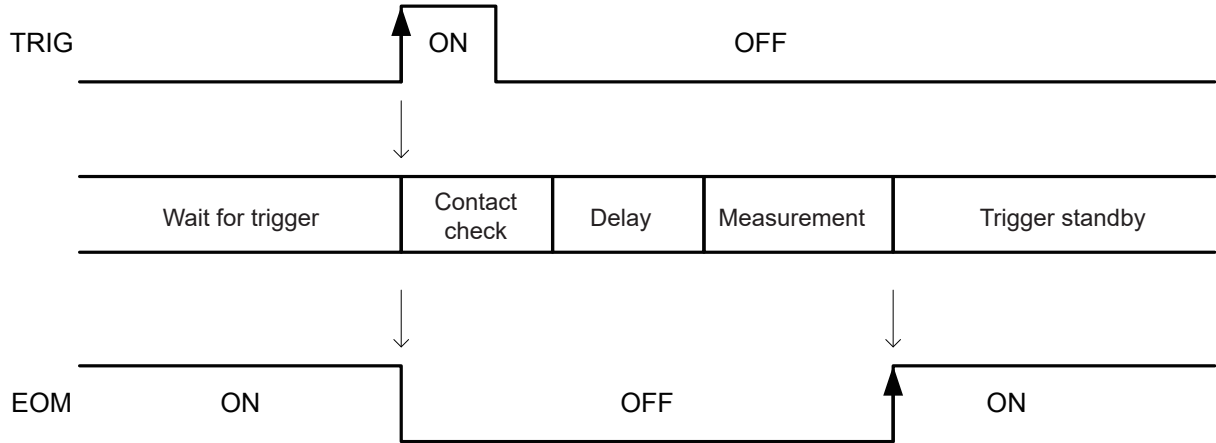 TRIG
ON
OFF
Wait for trigger
Contact
check
Delay
Measurement
Trigger standby
EOM
ON
OFF
ON